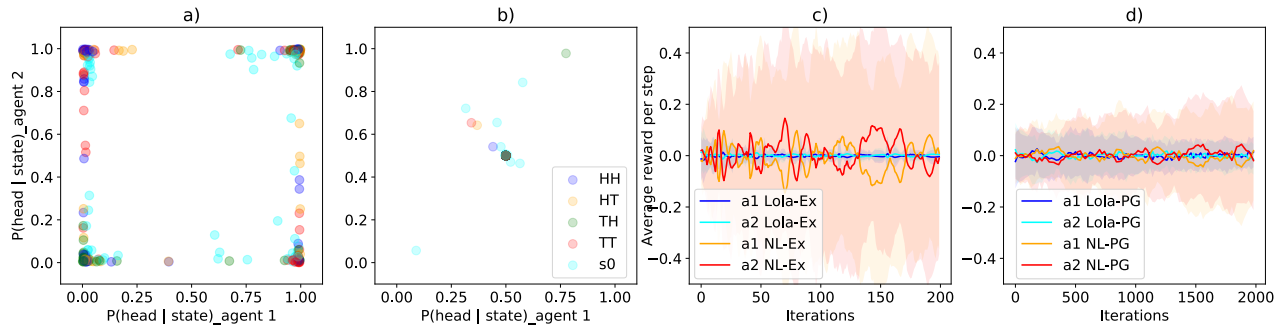 a)
P(head | state)_agent 2
1.0
0.8
0.6
0.4
0.2
0.0
0.00 0.25 0.50 0.75 1.00
P(head | state)_agent 1
b)
1.0
0.8
0.6
0.4
0.2
0.0
HH
HT
TH
TT
s0
0.00 0.25 0.50 0.75 1.00
P(head | state)_agent 1
c)
Average reward per step
0.4
0.2
0.0
−0.2
−0.4
a1 Lola-Ex
a2 Lola-Ex
a1 NL-Ex
a2 NL-Ex
0 50 100 150 200
Iterations
d)
0.4
0.2
0.0
−0.2
−0.4
a1 Lola-PG
a2 Lola-PG
a1 NL-PG
a2 NL-PG
0 500 1000 1500 2000
Iterations